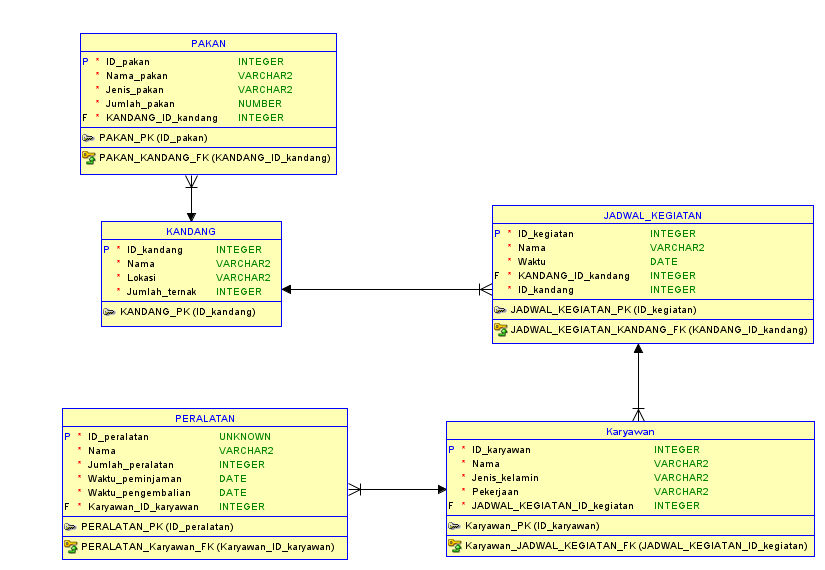 PAKAN
P * ID_pakan INTEGER
* Nama_pakan VARCHAR2
* Jenis_pakan VARCHAR2
* Jumlah_pakan NUMBER
F * KANDANG_ID_kandang INTEGER
PAKAN_PK (ID_pakan)
PAKAN_KANDANG_FK (KANDANG_ID_kandang)
KANDANG
P * ID_kandang INTEGER
* Nama VARCHAR2
* Lokasi VARCHAR2
* Jumlah_ternak INTEGER
KANDANG_PK (ID_kandang)
JADWAL_KEGIATAN
P * ID_kegiatan INTEGER
* Nama VARCHAR2
* Waktu DATE
F * KANDANG_ID_kandang INTEGER
* ID_kandang INTEGER
JADWAL_KEGIATAN_PK (ID_kegiatan)
JADWAL_KEGIATAN_KANDANG_FK (KANDANG_ID_kandang)
PERALATAN
P * ID_peralatan UNKNOWN
* Nama VARCHAR2
* Jumlah_peralatan INTEGER
* Waktu_peminjaman DATE
* Waktu_pengembalian DATE
F * Karyawan_ID_karyawan INTEGER
PERALATAN_PK (ID_peralatan)
PERALATAN_Karyawan_FK (Karyawan_ID_karyawan)
Karyawan
P * ID_karyawan INTEGER
* Nama VARCHAR2
* Jenis_kelamin VARCHAR2
* Pekerjaan VARCHAR2
F * JADWAL_KEGIATAN_ID_kegiatan INTEGER
Karyawan_PK (ID_karyawan)
Karyawan_JADWAL_KEGIATAN_FK (JADWAL_KEGIATAN_ID_kegiatan)